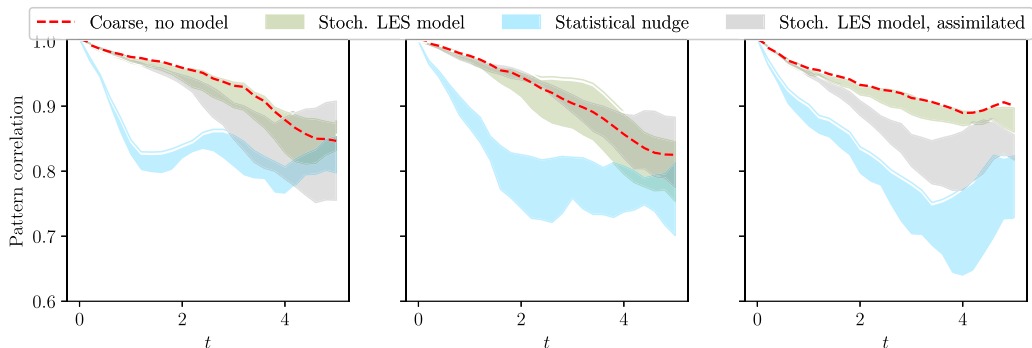 Coarse, no model Stoch. LES model Statistical nudge Stoch. LES model, assimilated
Pattern correlation
1.0
0.9
0.8
0.7
0.6
0 2 4 0 2 4 0 2 4
t t t